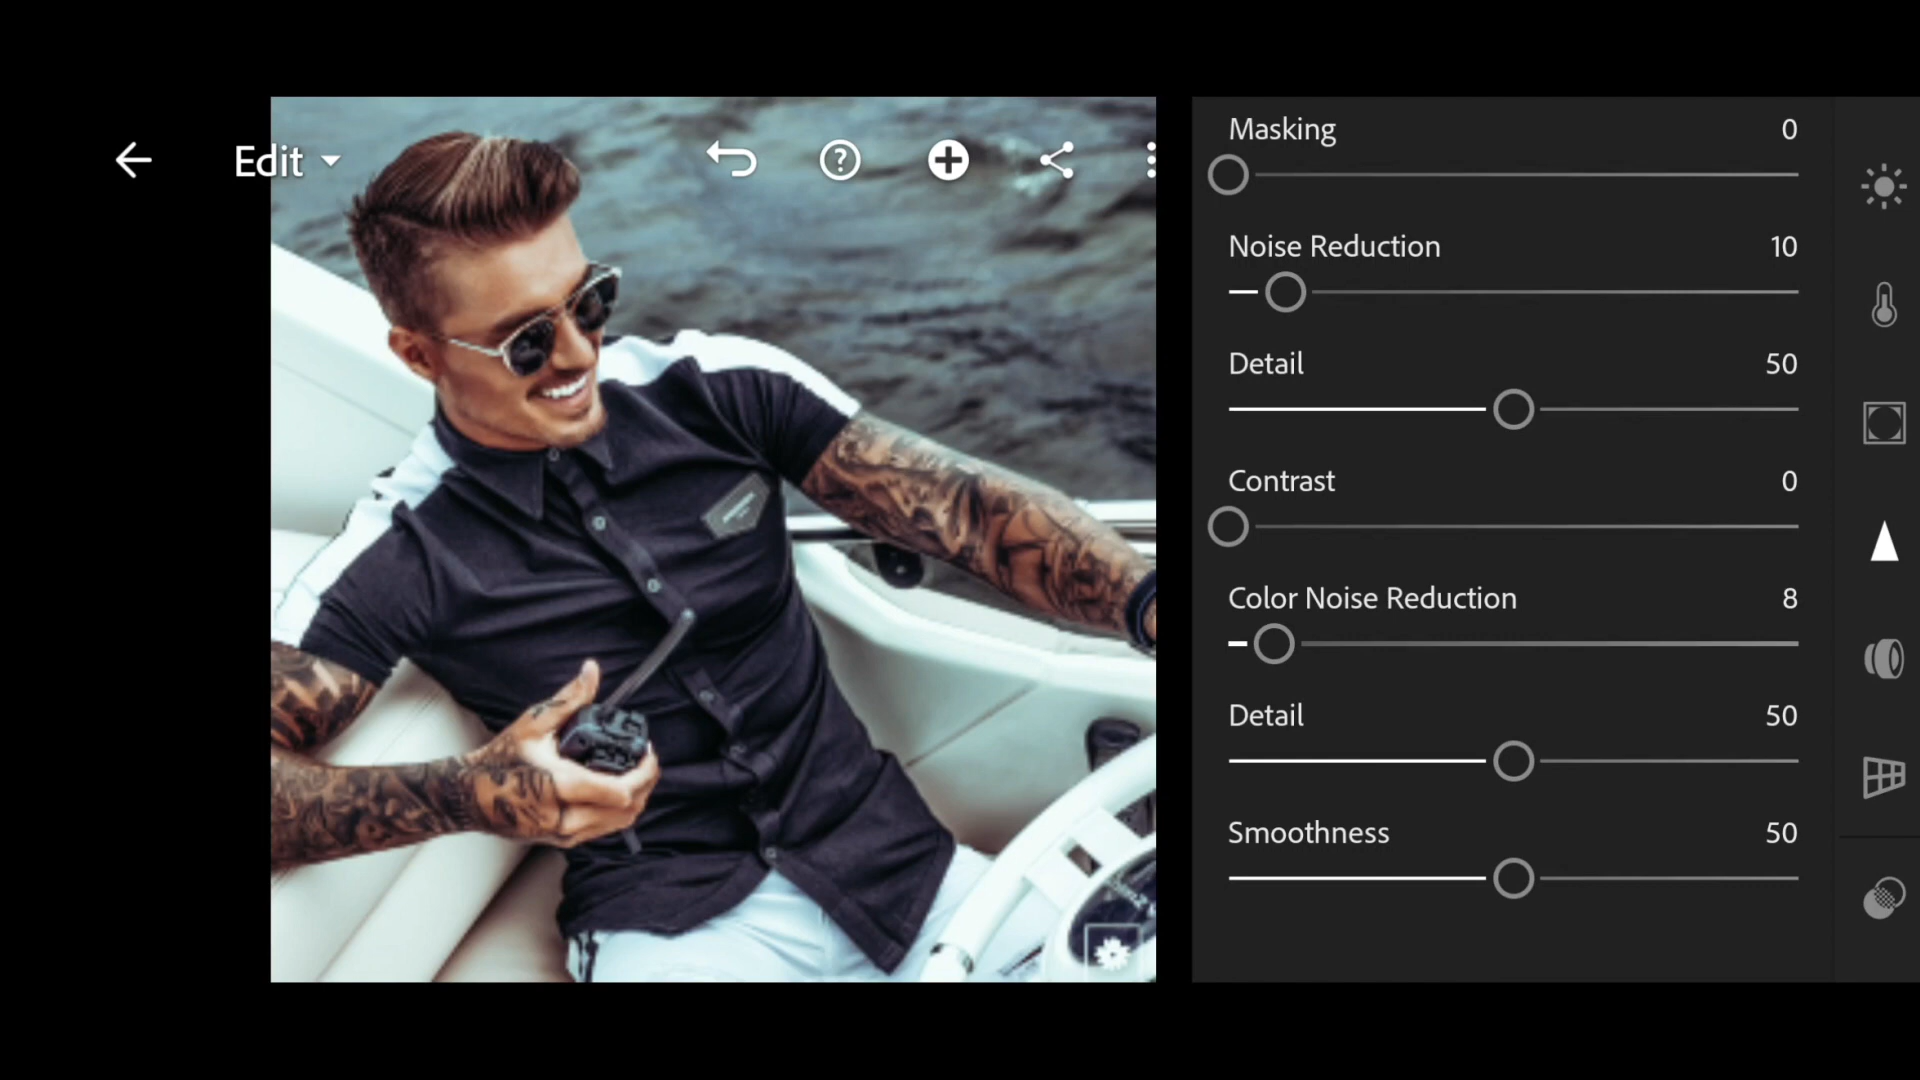 Edit
Masking 0
Noise Reduction 10
Detail 50
Contrast 0
Color Noise Reduction 8
Detail 50
Smoothness 50